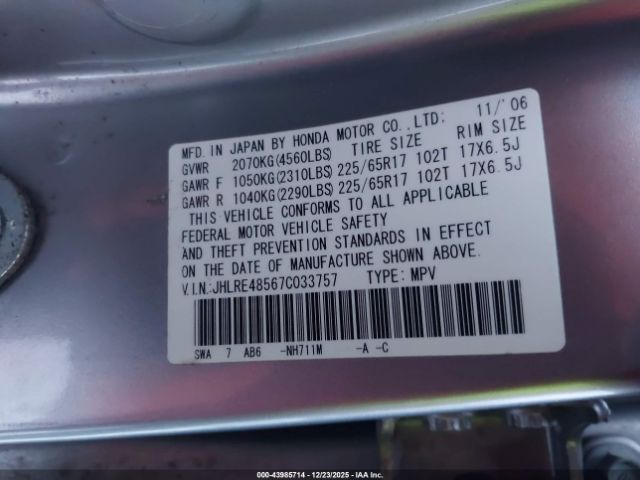 MFD. IN JAPAN BY HONDA MOTOR CO.,LTD: 11/'06
GVWR 2070KG(4560LBS) TIRE SIZE RIM SIZE
GAWR F 1050KG(2310LBS) 225/65R17 102T 17X6.5J
GAWR R 1040KG(2290LBS) 225/65R17 102T 17X6.5J
THIS VEHICLE CONFORMS TO ALL APPLICABLE
FEDERAL MOTOR VEHICLE SAFETY
AND THEFT PREVENTION STANDARDS IN EFFECT
ON THE DATE OF MANUFACTURE SHOWN ABOVE.
V.I.N.:JHLRE48567C033757 TYPE: MPV
SWA 7 AB6 -NH711M -A -C
000-43985714 - 12/23/2025 - IAA Inc.